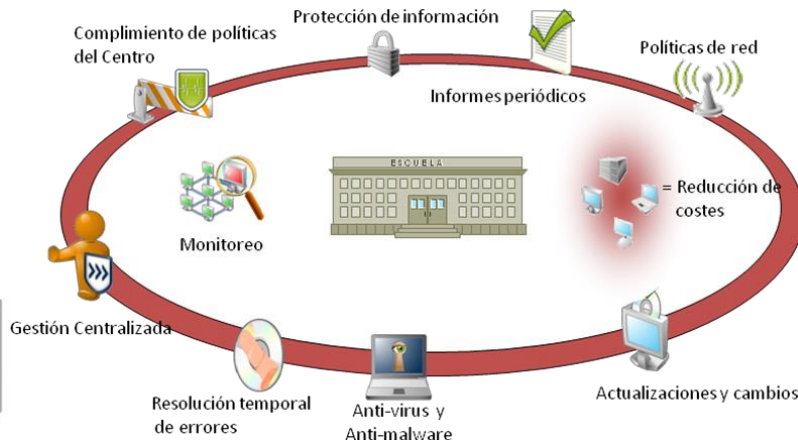 Protección de información
Cumplimiento de políticas
del Centro
Políticas de red
Informes periódicos
ESCUELA
= Reducción de
costes
Monitoreo
Gestión Centralizada
Actualizaciones y cambios
Resolución temporal
de errores
Anti-virus y
Anti-malware